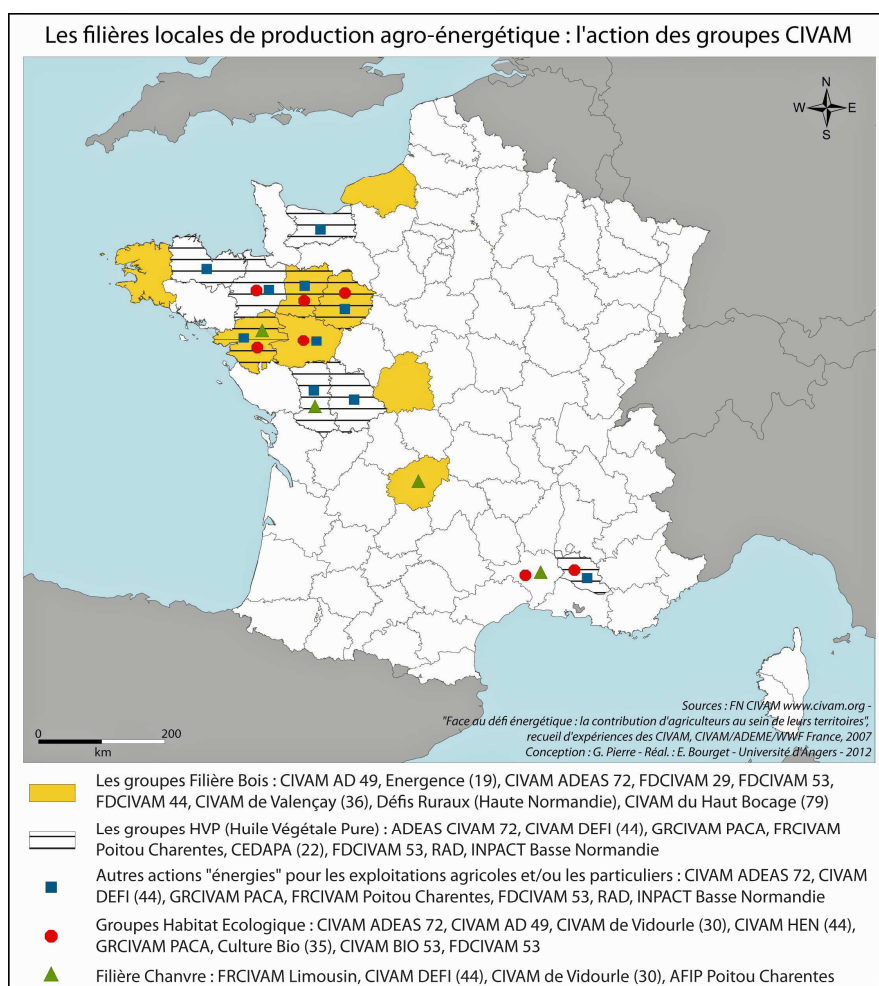 Les filières locales de production agro-énergétique : l'action des groupes CIVAM
N
W E
S
Sources : FN CIVAM www.civam.org -
"Face au défi énergétique : la contribution d'agriculteurs au sein de leurs territoires",
recueil d'expériences des CIVAM, CIVAM/ADEME/WWF France, 2007
Conception : G. Pierre - Réal. : E. Bourget - Université d'Angers - 2012
0 200
km
Les groupes Filière Bois : CIVAM AD 49, Energence (19), CIVAM ADEAS 72, FDCIVAM 29, FDCIVAM 53,
FDCIVAM 44, CIVAM de Valençay (36), Défis Ruraux (Haute Normandie), CIVAM du Haut Bocage (79)
Les groupes HVP (Huile Végétale Pure) : ADEAS CIVAM 72, CIVAM DEFI (44), GRCIVAM PACA, FRCIVAM
Poitou Charentes, CEDAPA (22), FDCIVAM 53, RAD, INPACT Basse Normandie
Autres actions "énergies" pour les exploitations agricoles et/ou les particuliers : CIVAM ADEAS 72, CIVAM
DEFI (44), GRCIVAM PACA, FRCIVAM Poitou Charentes, FDCIVAM 53, RAD, INPACT Basse Normandie
Groupes Habitat Ecologique : CIVAM ADEAS 72, CIVAM AD 49, CIVAM de Vidourle (30), CIVAM HEN (44),
GRCIVAM PACA, Culture Bio (35), CIVAM BIO 53, FDCIVAM 53
Filière Chanvre : FRCIVAM Limousin, CIVAM DEFI (44), CIVAM de Vidourle (30), AFIP Poitou Charentes